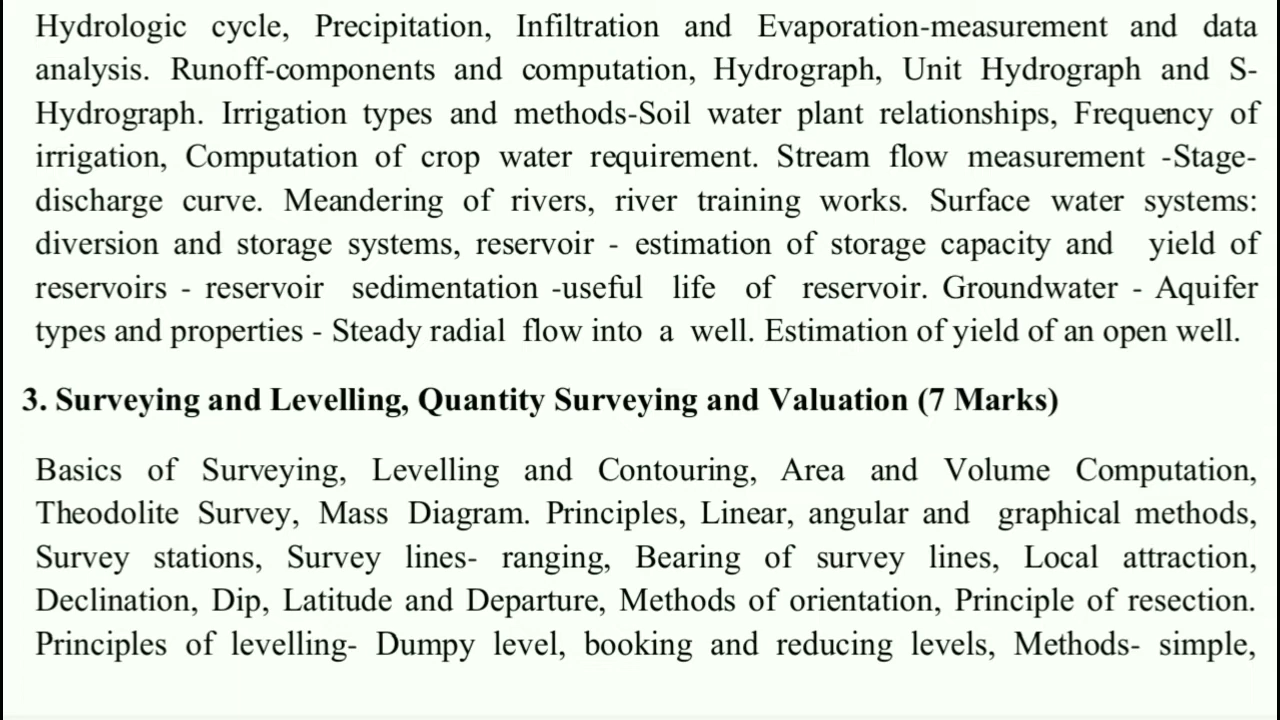 Hydrologic cycle, Precipitation, Infiltration and Evaporation-measurement and data
analysis. Runoff-components and computation, Hydrograph, Unit Hydrograph and S-
Hydrograph. Irrigation types and methods-Soil water plant relationships, Frequency of
irrigation, Computation of crop water requirement. Stream flow measurement -Stage-
discharge curve. Meandering of rivers, river training works. Surface water systems:
diversion and storage systems, reservoir - estimation of storage capacity and yield of
reservoirs - reservoir sedimentation -useful life of reservoir. Groundwater - Aquifer
types and properties - Steady radial flow into a well. Estimation of yield of an open well.
3. Surveying and Levelling, Quantity Surveying and Valuation (7 Marks)
Basics of Surveying, Levelling and Contouring, Area and Volume Computation,
Theodolite Survey, Mass Diagram. Principles, Linear, angular and graphical methods,
Survey stations, Survey lines- ranging, Bearing of survey lines, Local attraction,
Declination, Dip, Latitude and Departure, Methods of orientation, Principle of resection.
Principles of levelling- Dumpy level, booking and reducing levels, Methods- simple,